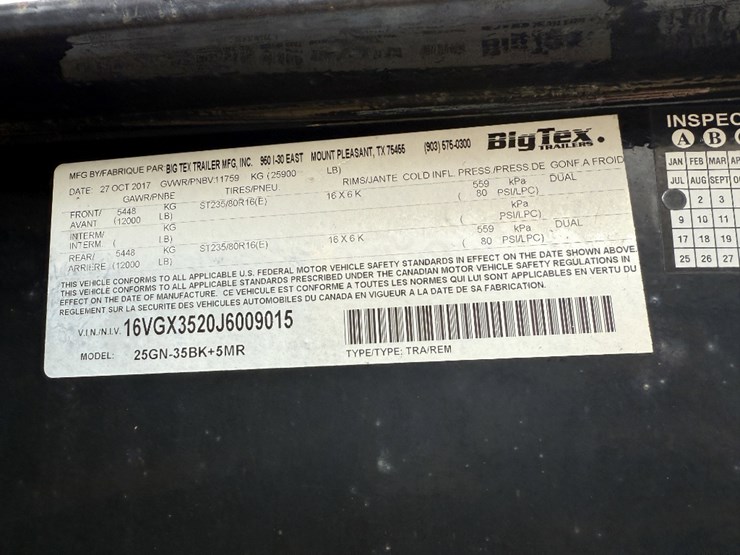 BigTex
MFG BY/FABRIQUE PAR: BIG TEX TRAILER MFG, INC. 950 I-30 EAST MOUNT PLEASANT, TX 75455 (903) 575-0300 BigTex TRAILERS
DATE: 27 OCT 2017 GVWR/PNBV:11759 KG (25900 LB)
GAWR/PNBE TIRES/PNEU RIMS/JANTE COLD INFL. PRESS./PRESS DE GONF A FROID
FRONT/ 5448 KG ST235/80R16(E) 16 X 6 K 559 kPa DUAL
AVANT (12000 LB) ( 80 PSI/LPC)
INTERM/ KG kPa
INTERM. ( LB) ( PSI/LPC)
REAR/ 5448 KG ST235/80R16(E) 16 X 6 K 559 kPa DUAL
ARRIERE (12000 LB) ( 80 PSI/LPC)
THIS VEHICLE CONFORMS TO ALL APPLICABLE U.S. FEDERAL MOTOR VEHICLE SAFETY STANDARDS IN EFFECT ON THE DATE SHOWN ABOVE.
THIS VEHICLE CONFORMS TO ALL APPLICABLE STANDARDS PRESCRIBED UNDER THE CANADIAN MOTOR VEHICLE SAFETY REGULATIONS IN
EFFECT ON THE DATE OF MANUFACTURE. CE VEHICULE EST CONFORME A TOUTES LES NORMES QUI LUI SONT APPLICABLES EN VERTU DU
REGLEMENT SUR LA SECURITE DES VEHICULES AUTOMOBILES DU CANADA EN VIGUEUR A LA DATE DE SA FABRICATION.
V.I.N./N.I.V. 16VGX3520J6009015
MODEL: 25GN-35BK+5MR TYPE/TYPE: TRA/REM
INSPEC
A B
JAN FEB MAR AP
JUL AUG SEPT
2 3
9 10 11
17 18 19
25 26 27